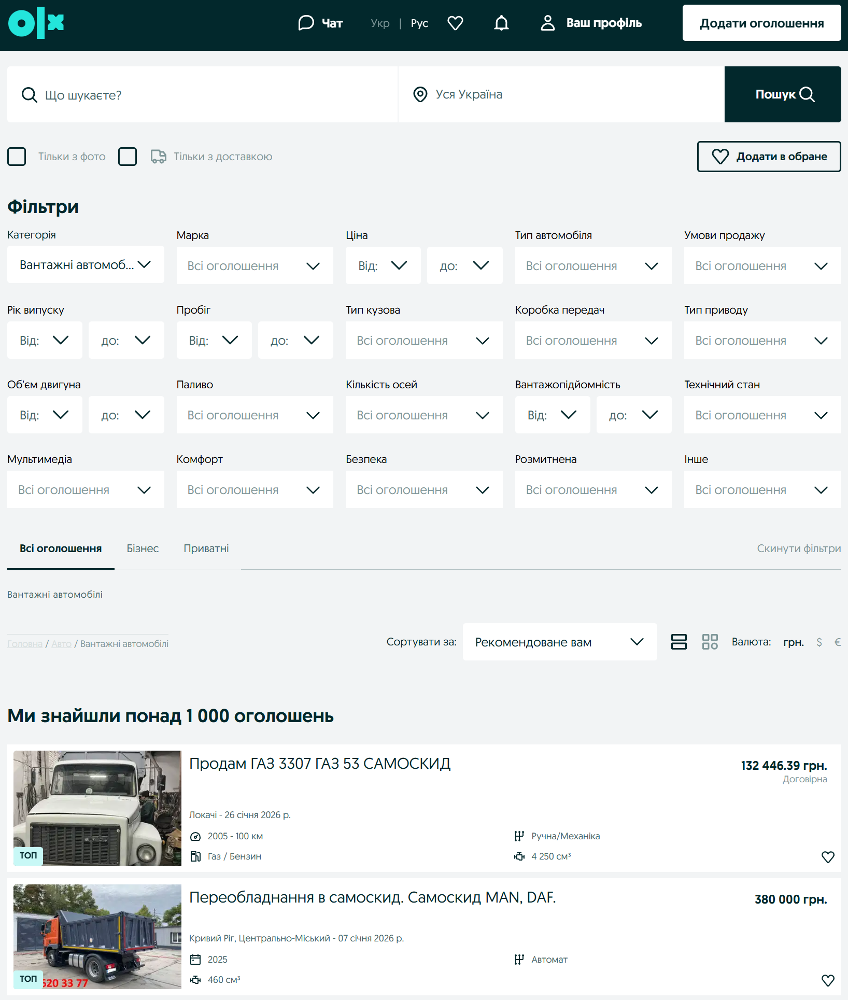 olx
Чат
Укр | Рус
Ваш профіль
Додати оголошення
Що шукаєте?
Уся Україна
Пошук
Тільки з фото
Тільки з доставкою
Додати в обране
Фільтри
Категорія
Марка
Ціна
Тип автомобіля
Умови продажу
Вантажні автомоб...
Всі оголошення
Від:
до:
Всі оголошення
Всі оголошення
Рік випуску
Пробіг
Тип кузова
Коробка передач
Тип приводу
Від:
до:
Від:
до:
Всі оголошення
Всі оголошення
Всі оголошення
Об'єм двигуна
Паливо
Кількість осей
Вантажопідйомність
Технічний стан
Від:
до:
Всі оголошення
Всі оголошення
Від:
до:
Всі оголошення
Мультимедіа
Комфорт
Безпека
Розмитнена
Інше
Всі оголошення
Всі оголошення
Всі оголошення
Всі оголошення
Всі оголошення
Всі оголошення
Бізнес
Приватні
Скинути фільтри
Вантажні автомобілі
Головна / Авто / Вантажні автомобілі
Сортувати за:
Рекомендоване вам
Валюта:
грн.
$
€
Ми знайшли понад 1 000 оголошень
Продам ГАЗ 3307 ГАЗ 53 САМОСКИД
132 446.39 грн.
Договірна
Локачі - 26 січня 2026 р.
2005 - 100 км
Ручна/Механіка
Газ / Бензин
4 250 см³
ТОП
Переобладнання в самоскид. Самоскид MAN, DAF.
380 000 грн.
Кривий Ріг, Центрально-Міський - 07 січня 2026 р.
2025
Автомат
460 см³
ТОП
620 33 77